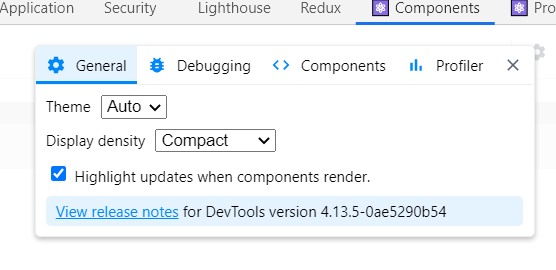 Application Security Lighthouse Redux Components Pro
General Debugging Components Profiler
Theme Auto
Display density Compact
Highlight updates when components render.
View release notes for DevTools version 4.13.5-0ae5290b54